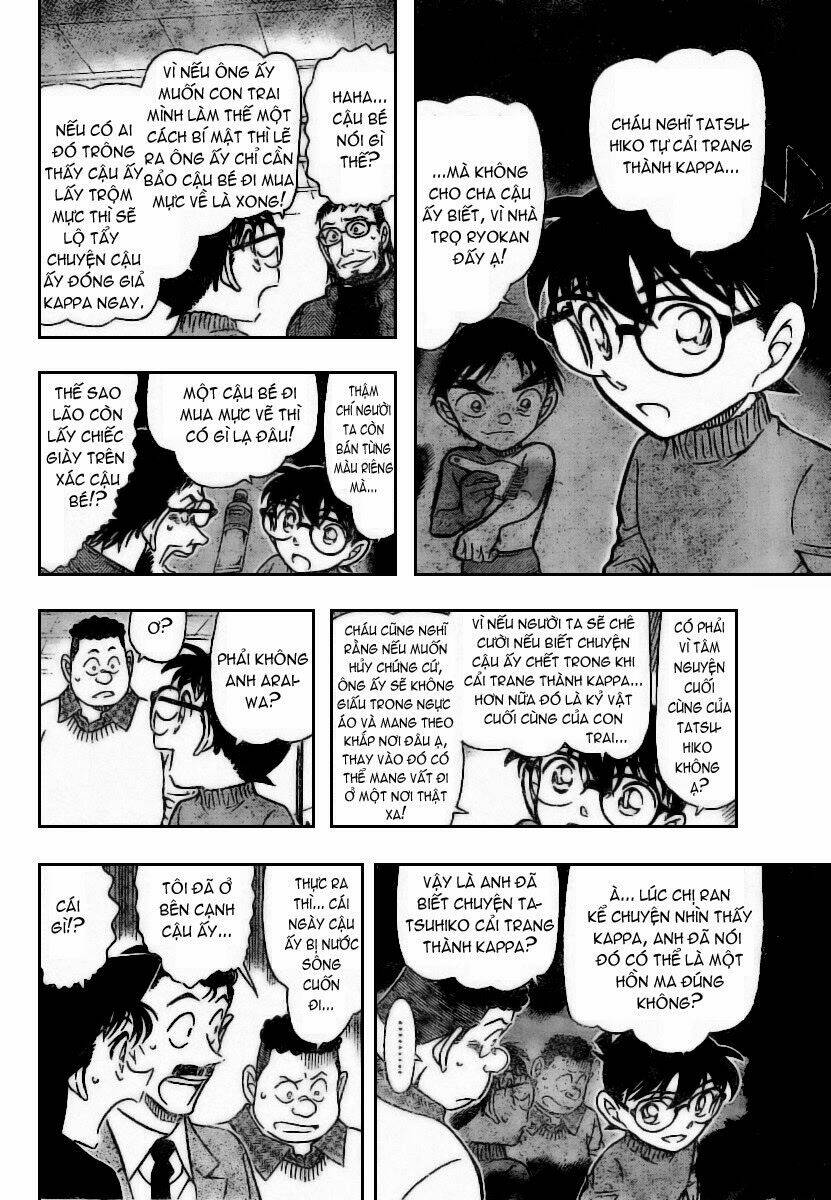 CHÁU NGHĨ TATSU-
HIKO TỰ CẢI TRANG
THÀNH KAPPA...
...MÀ KHÔNG
CHO CHA CẬU
ẤY BIẾT, VÌ NHÀ
TRỌ RYOKAN
ĐẤY Ạ!
HAHA...
CẬU BÉ
NÓI GÌ
THẾ?
VÌ NẾU ÔNG ẤY
MUỐN CON TRAI
MÌNH LÀM THẾ MỘT
CÁCH BÍ MẬT THÌ LẼ
RA ÔNG ẤY CHỈ CẦN
BẢO CẬU BÉ ĐI MUA
MỰC VỀ LÀ XONG!
NẾU CÓ AI
ĐÓ TRÔNG
THẤY CẬU ẤY
LẤY TRỘM
MỰC THÌ SẼ
LỘ TẨY
CHUYỆN CẬU
ẤY ĐÓNG GIẢ
KAPPA NGAY.
THẬM
CHÍ NGƯỜI
TA CÒN
BÁN TỪNG
MÀU RIÊNG
MÀ...
MỘT CẬU BÉ ĐI
MUA MỰC VẼ THÌ
CÓ GÌ LẠ ĐÂU!
THẾ SAO
LÃO CÒN
LẤY CHIẾC
GIÀY TRÊN
XÁC CẬU
BÉ!?
CÓ PHẢI
VÌ TÂM
NGUYỆN
CUỐI
CÙNG CỦA
TATSU-
HIKO
KHÔNG
Ạ?
VÌ NẾU NGƯỜI TA SẼ CHÊ
CƯỜI NẾU BIẾT CHUYỆN
CẬU ẤY CHẾT TRONG KHI
CẢI TRANG THÀNH KAPPA...
HƠN NỮA ĐÓ LÀ KỶ VẬT
CUỐI CÙNG CỦA CON
TRAI...
CHÁU CŨNG NGHĨ
RẰNG NẾU MUỐN
HỦY CHỨNG CỨ,
ÔNG ẤY SẼ KHÔNG
GIẤU TRONG NGỰC
ÁO VÀ MANG THEO
KHẮP NƠI ĐÂU Ạ,
THAY VÀO ĐÓ CÓ
THỂ MANG VẤT ĐI
Ở MỘT NƠI THẬT
XA!
PHẢI KHÔNG
ANH ARAI-
WA?
Ơ?
À... LÚC CHỊ RAN
KỂ CHUYỆN NHÌN THẤY
KAPPA, ANH ĐÃ NÓI
ĐÓ CÓ THỂ LÀ MỘT
HỒN MA ĐÚNG
KHÔNG?
VẬY LÀ ANH ĐÃ
BIẾT CHUYỆN TA-
TSUHIKO CẢI TRANG
THÀNH KAPPA?
........
THỰC RA
THÌ... CÁI
NGÀY CẬU
ẤY BỊ NƯỚC
SÔNG
CUỐN
ĐI...
TÔI ĐÃ Ở
BÊN CẠNH
CẬU ẤY...
CÁI
GÌ!?